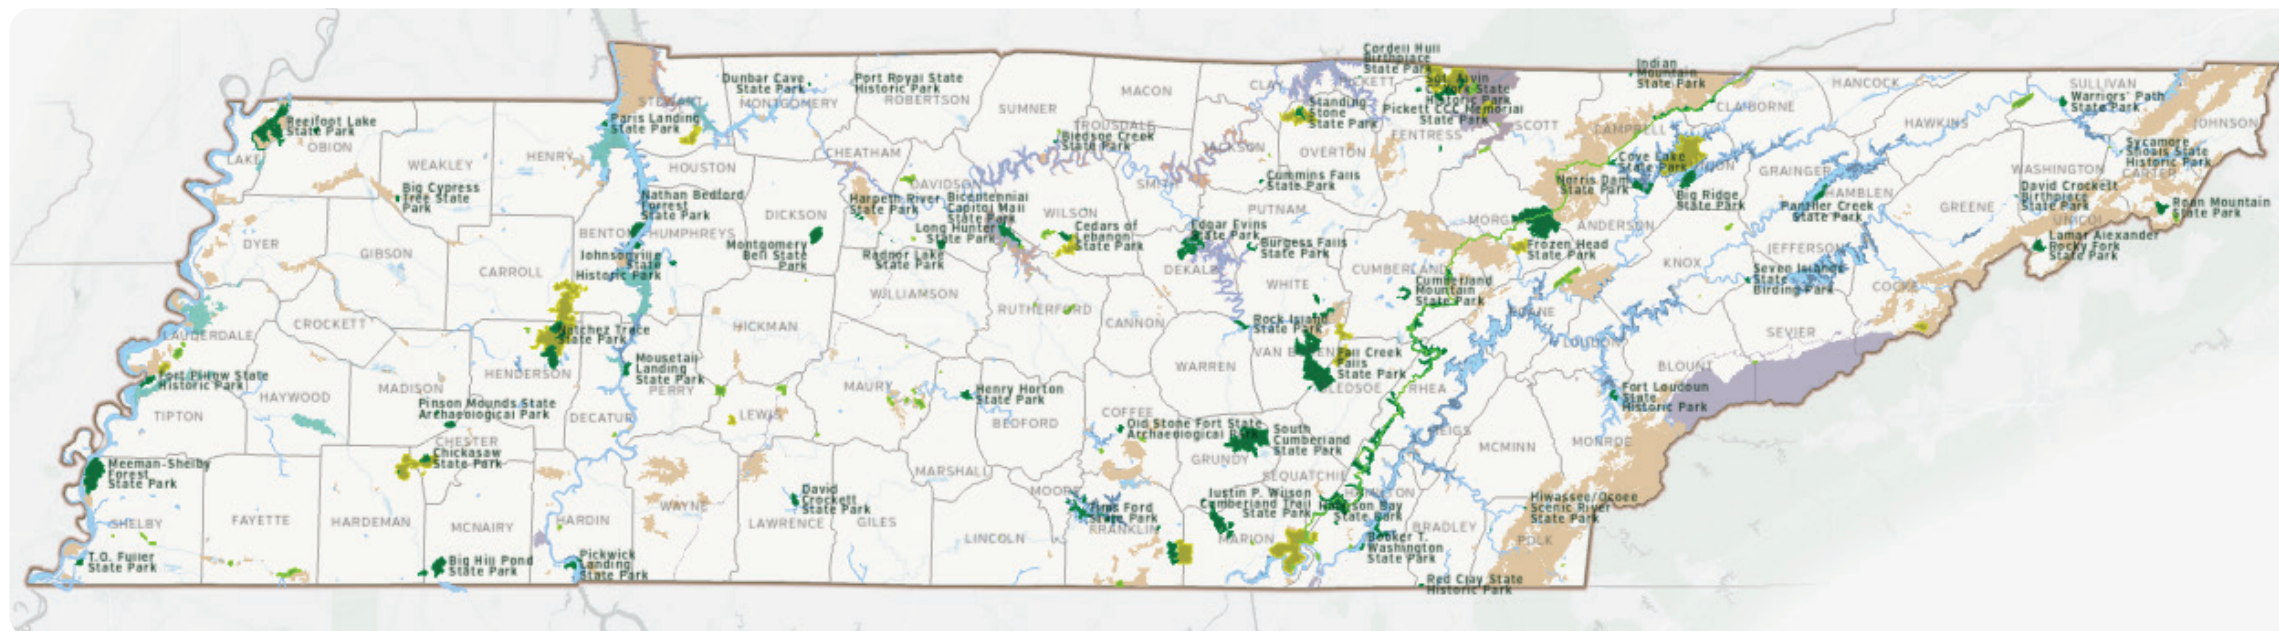 Cordell Hull
Birthplace
State Park
Indian
Mountain
State Park
Dunbar Cave
State Park
Port Royal State
Historic Park
Sgt. Alvin
York State
Historic Park
Pickett CCC Memorial
State Park
Standing
Stone
State Park
Warriors' Path
State Park
Reelfoot Lake
State Park
Paris Landing
State Park
Bledsoe Creek
State Park
Sycamore
Shoals State
Historic Park
Cove Lake
State Park
Norris Dam
State Park
Big Ridge
State Park
Panther Creek
State Park
David Crockett
Birthplace
State Park
Roan Mountain
State Park
Lamar Alexander
Rocky Fork
State Park
Big Cypress
Tree State
Park
Nathan Bedford
Forrest
State Park
Harpeth River
State Park
Bicentennial
Capitol Mall
State Park
Long Hunter
State Park
Radnor Lake
State Park
Cedars of
Lebanon
State Park
Cummins Falls
State Park
Edgar Evins
State Park
Burgess Falls
State Park
Frozen Head
State Park
Johnsonville
State
Historic Park
Montgomery
Bell State
Park
Cumberland
Mountain
State Park
Seven Islands
State
Birding Park
Natchez Trace
State Park
Mousetail
Landing
State Park
Rock Island
State Park
Fall Creek
Falls
State Park
Fort Pillow State
Historic Park
Pinson Mounds State
Archaeological Park
Henry Horton
State Park
Fort Loudoun
State
Historic Park
Old Stone Fort State
Archaeological Park
South
Cumberland
State Park
Meeman-Shelby
Forest
State Park
Chickasaw
State Park
David
Crockett
State Park
Tims Ford
State Park
Justin P. Wilson
Cumberland Trail
State Park
Harrison Bay
State Park
Hiwassee/Ocoee
Scenic River
State Park
T.O. Fuller
State Park
Big Hill Pond
State Park
Pickwick
Landing
State Park
Booker T.
Washington
State Park
Red Clay State
Historic Park
LAKE
OBION
WEAKLEY
HENRY
STEWART
MONTGOMERY
ROBERTSON
SUMNER
MACON
TROUSDALE
CLAY
PICKETT
FENTRESS
SCOTT
CAMPBELL
CLAIBORNE
HANCOCK
HAWKINS
SULLIVAN
JOHNSON
HOUSTON
CHEATHAM
DAVIDSON
SMITH
JACKSON
OVERTON
GRAINGER
HAMBLEN
GREENE
WASHINGTON
CARTER
UNICOI
DYER
GIBSON
CARROLL
BENTON
HUMPHREYS
DICKSON
WILSON
PUTNAM
DEKALB
WHITE
CUMBERLAND
MORGAN
ANDERSON
KNOX
JEFFERSON
COCKE
LAUDERDALE
CROCKETT
HICKMAN
WILLIAMSON
RUTHERFORD
CANNON
ROANE
LOUDON
SEVIER
BLOUNT
TIPTON
HAYWOOD
MADISON
HENDERSON
DECATUR
PERRY
LEWIS
MAURY
WARREN
VAN BUREN
BLEDSOE
RHEA
MEIGS
MCMINN
MONROE
CHESTER
MARSHALL
BEDFORD
COFFEE
GRUNDY
SEQUATCHIE
HAMILTON
SHELBY
FAYETTE
HARDEMAN
MCNAIRY
HARDIN
WAYNE
LAWRENCE
GILES
LINCOLN
MOORE
FRANKLIN
MARION
BRADLEY
POLK